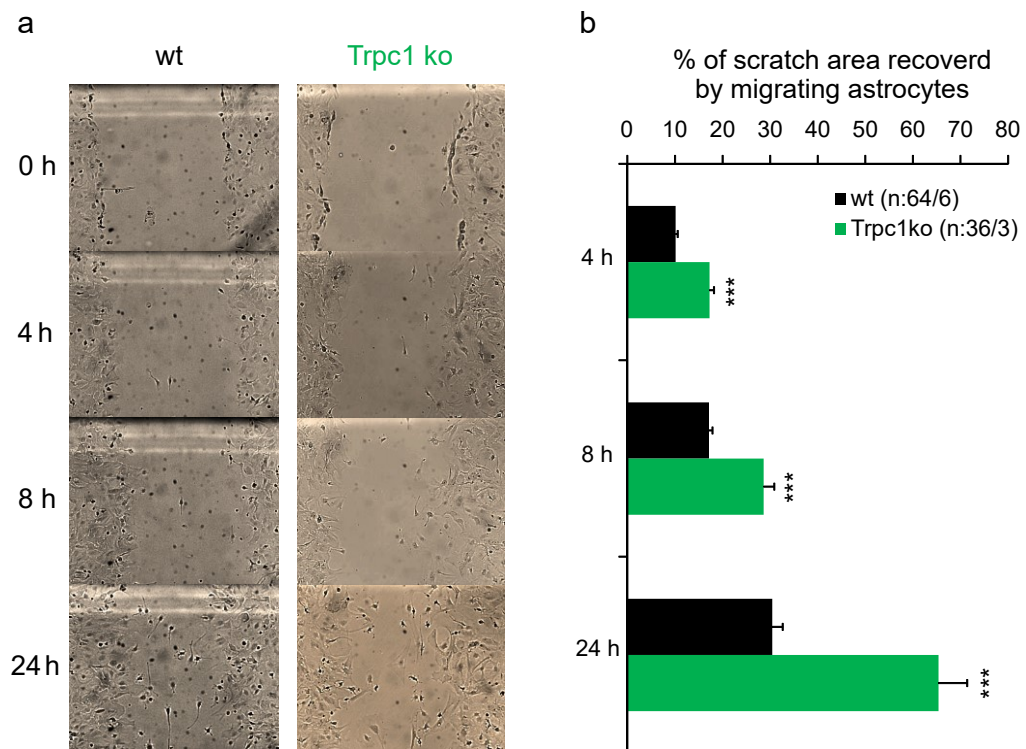 a
wt
Trpc1 ko
0 h
4 h
8 h
24 h
b
% of scratch area recoverd
by migrating astrocytes
0 10 20 30 40 50 60 70 80
wt (n:64/6)
Trpc1ko (n:36/3)
4 h
***
8 h
***
24 h
***